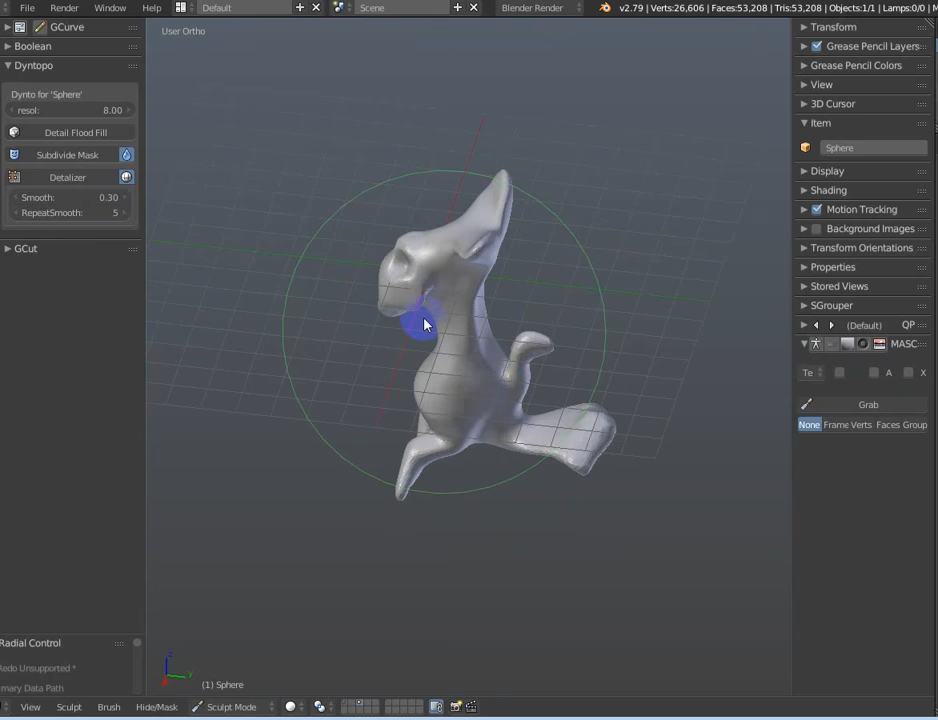 File Render Window Help Default Scene Blender Render v2.79 | Verts:26,606 | Faces:53,208 | Tris:53,208 | Objects:1/1 | Lamps:0/0 | M
GCurve
Boolean
Dyntopo
Dynto for 'Sphere'
resol: 8.00
Detail Flood Fill
Subdivide Mask
Detalizer
Smooth: 0.30
RepeatSmooth: 5
GCut
User Ortho
Transform
Grease Pencil Layers
Grease Pencil Colors
View
3D Cursor
Item
Sphere
Display
Shading
Motion Tracking
Background Images
Transform Orientations
Properties
Stored Views
SGrouper
(Default) QP
MASC
Te A X
Grab
None Frame Verts Faces Group
Radial Control
Redo Unsupported *
mary Data Path
z
y
(1) Sphere
View Sculpt Brush Hide/Mask Sculpt Mode